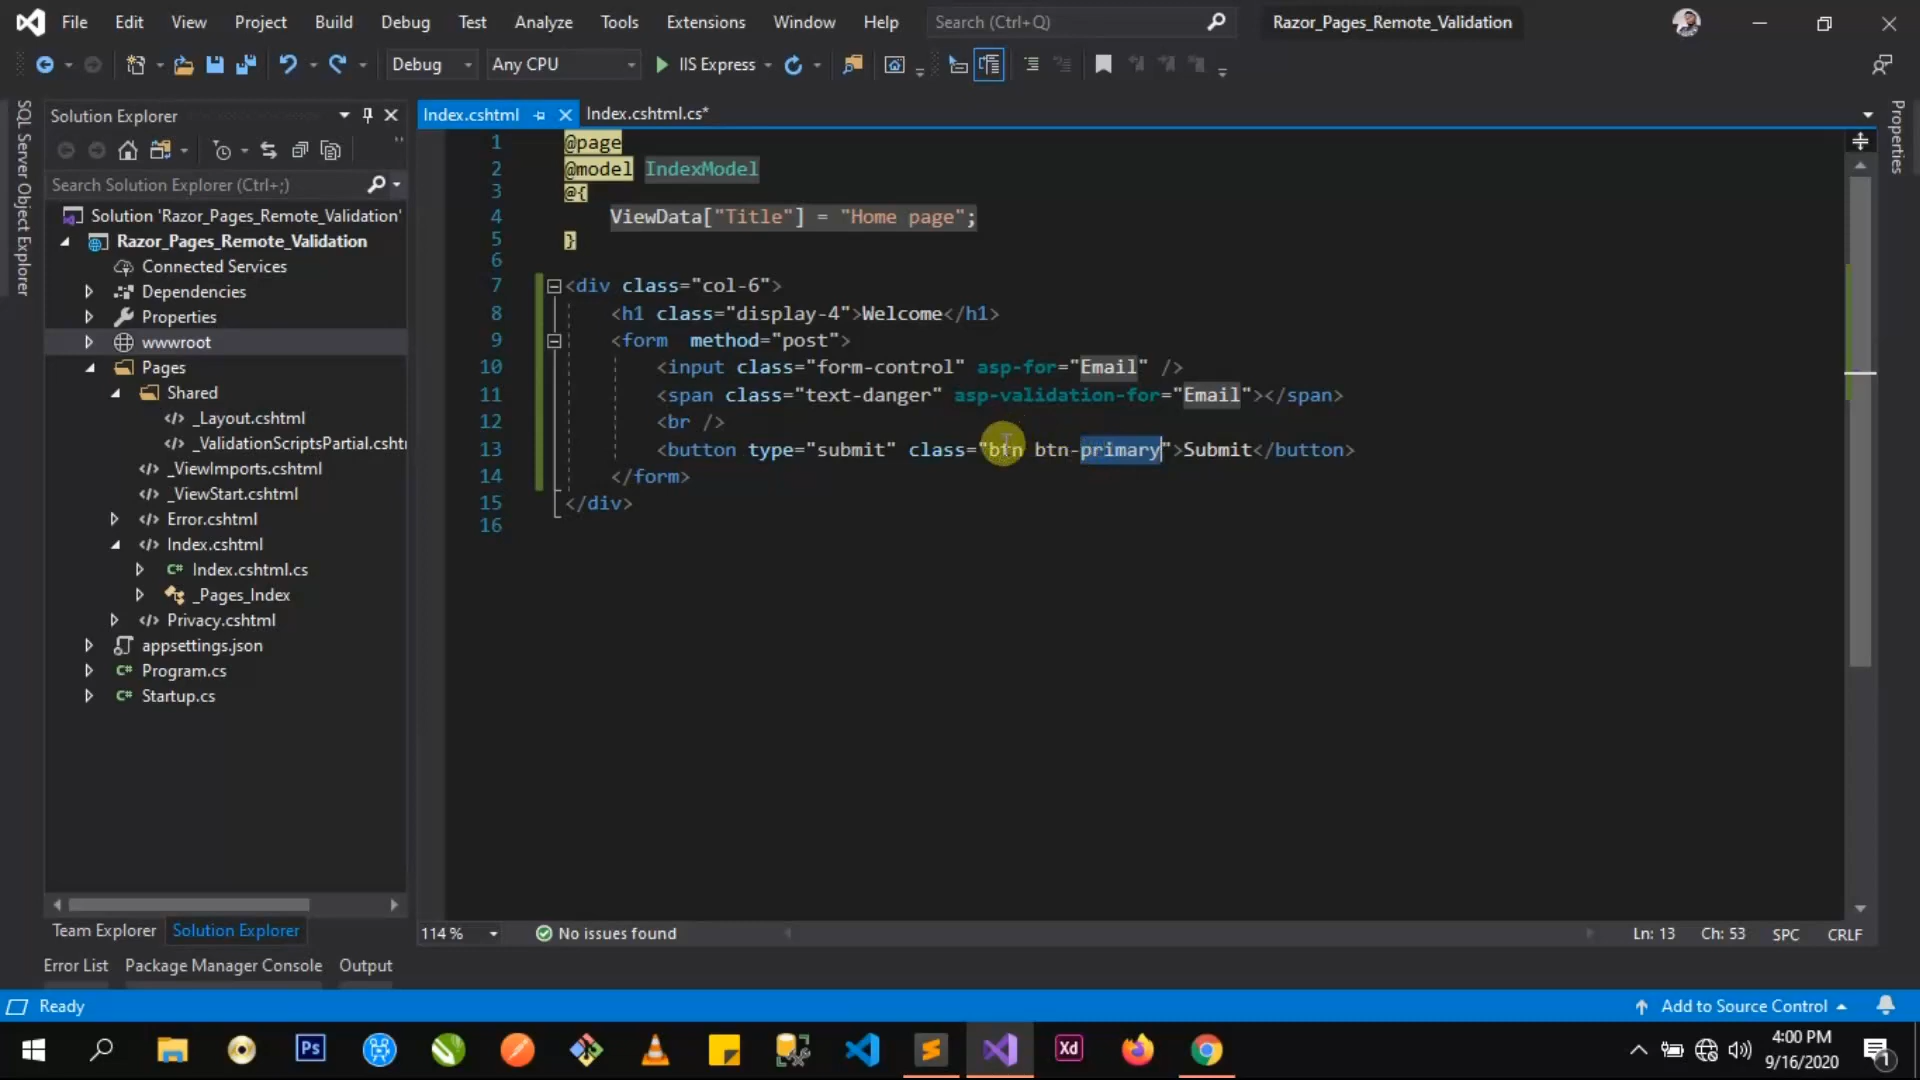 File Edit View Project Build Debug Test Analyze Tools Extensions Window Help Search (Ctrl+Q) Razor_Pages_Remote_Validation
Debug Any CPU IIS Express
SQL Server Object Explorer
Solution Explorer
Search Solution Explorer (Ctrl+;)
Solution 'Razor_Pages_Remote_Validation'
Razor_Pages_Remote_Validation
Connected Services
Dependencies
Properties
wwwroot
Pages
Shared
_Layout.cshtml
_ValidationScriptsPartial.cshtml
_ViewImports.cshtml
_ViewStart.cshtml
Error.cshtml
Index.cshtml
Index.cshtml.cs
_Pages_Index
Privacy.cshtml
appsettings.json
Program.cs
Startup.cs
Team Explorer Solution Explorer
Index.cshtml Index.cshtml.cs*
1 @page
2 @model IndexModel
3 @{
4 ViewData["Title"] = "Home page";
5 }
6
7 <div class="col-6">
8 <h1 class="display-4">Welcome</h1>
9 <form  method="post">
10 <input class="form-control" asp-for="Email" />
11 <span class="text-danger" asp-validation-for="Email"></span>
12 <br />
13 <button type="submit" class="btn btn-primary">Submit</button>
14 </form>
15 </div>
16
Properties
114 % No issues found Ln: 13 Ch: 53 SPC CRLF
Error List Package Manager Console Output
Ready Add to Source Control
Ps
Xd
4:00 PM
9/16/2020
1